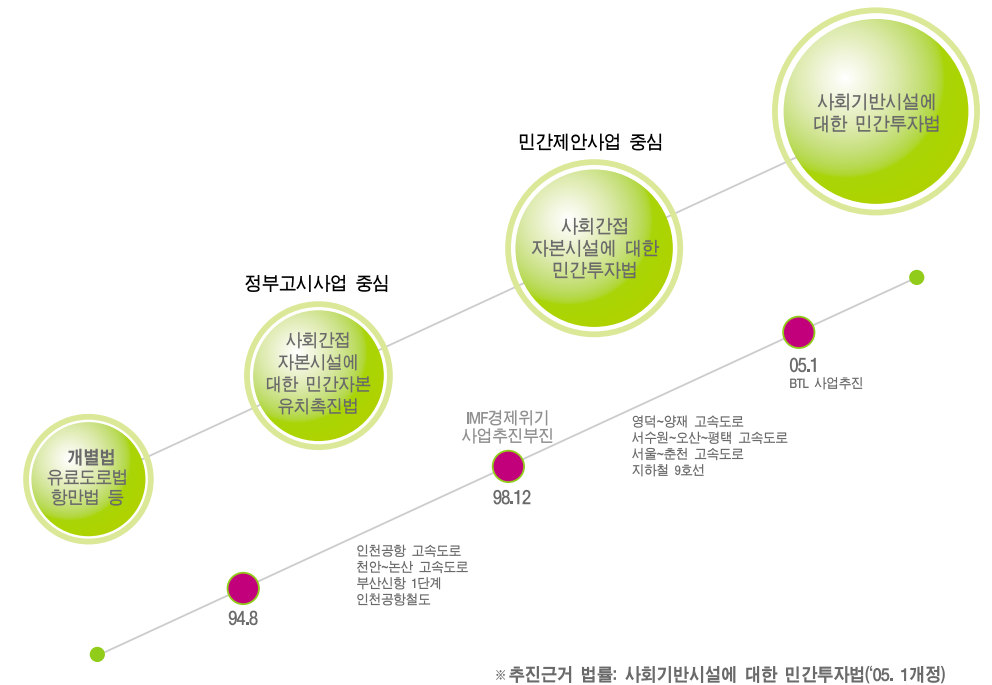 사회기반시설에
대한 민간투자법
민간제안사업 중심
사회간접
자본시설에 대한
민간투자법
정부고시사업 중심
사회간접
자본시설에
대한 민간자본
유치촉진법
개별법
유료도로법
항만법 등
05.1
BTL 사업추진
IMF경제위기
사업추진부진
98.12
영덕~양재 고속도로
서수원~오산~평택 고속도로
서울~춘천 고속도로
지하철 9호선
94.8
인천공항 고속도로
천안~논산 고속도로
부산신항 1단계
인천공항철도
※ 추진근거 법률: 사회기반시설에 대한 민간투자법(‘05. 1개정)